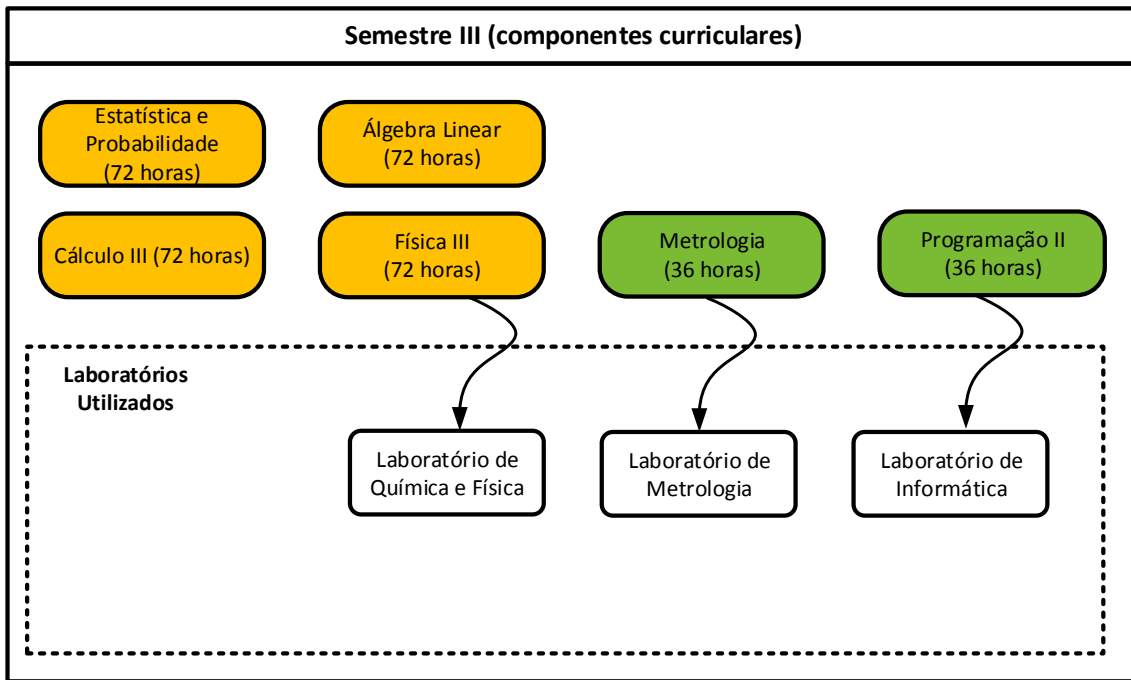 Semestre III (componentes curriculares)
Estatística e
Probabilidade
(72 horas)
Álgebra Linear
(72 horas)
Cálculo III (72 horas)
Física III
(72 horas)
Metrologia
(36 horas)
Programação II
(36 horas)
Laboratórios
Utilizados
Laboratório de
Química e Física
Laboratório de
Metrologia
Laboratório de
Informática